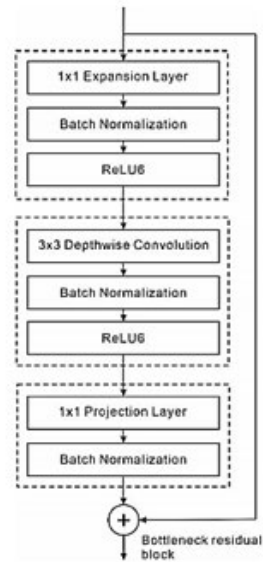 1x1 Expansion Layer
Batch Normalization
ReLU6
3x3 Depthwise Convolution
Batch Normalization
ReLU6
1x1 Projection Layer
Batch Normalization
+
Bottleneck residual
block